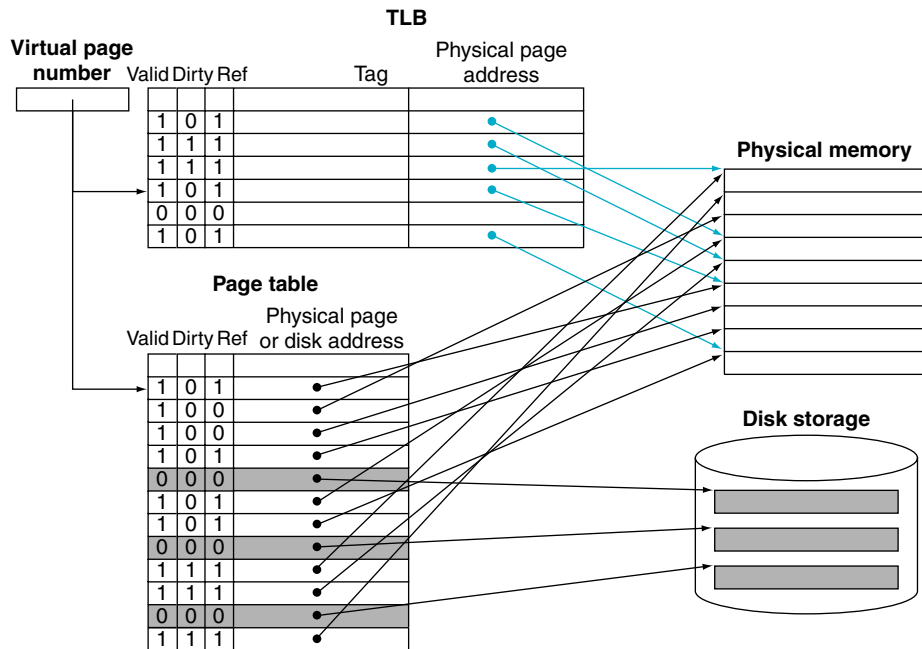 TLB
Virtual page
number
Valid Dirty Ref
Tag
Physical page
address
1 0 1
1 1 1
1 1 1
1 0 1
0 0 0
1 0 1
Physical memory
Page table
Valid Dirty Ref
Physical page
or disk address
1 0 1
1 0 0
1 0 0
1 0 1
0 0 0
1 0 1
1 0 1
0 0 0
1 1 1
1 1 1
0 0 0
1 1 1
Disk storage